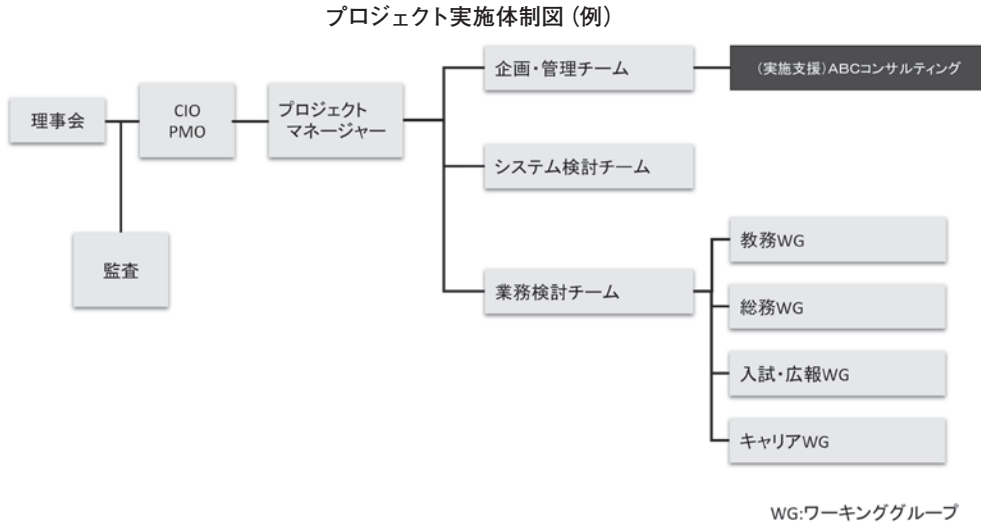 プロジェクト実施体制図（例）
理事会
CIO
PMO
プロジェクト
マネージャー
監査
企画・管理チーム
（実施支援）ABCコンサルティング
システム検討チーム
業務検討チーム
教務WG
総務WG
入試・広報WG
キャリアWG
WG:ワーキンググループ